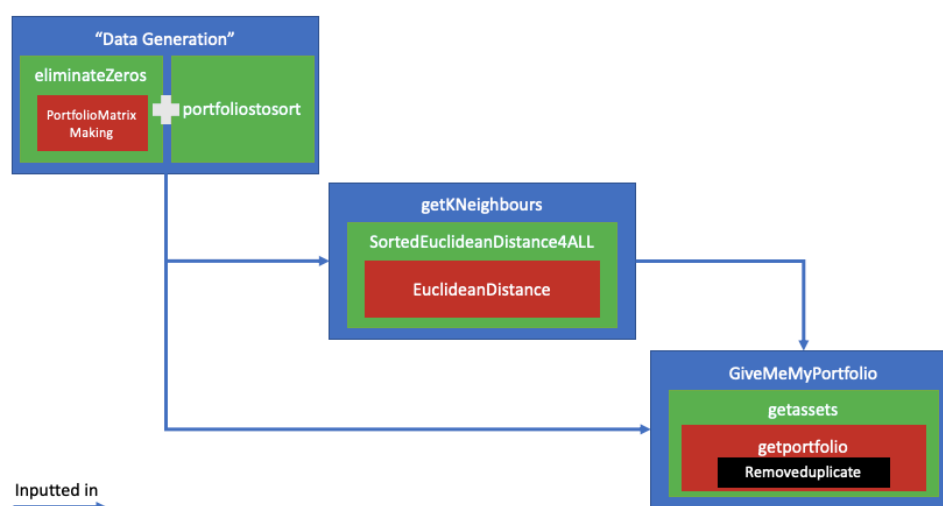 “Data Generation”
eliminateZeros
PortfolioMatrix
Making
portfoliostosort
getKNeighbours
SortedEuclideanDistance4ALL
EuclideanDistance
GiveMeMyPortfolio
getassets
getportfolio
Removeduplicate
Inputted in